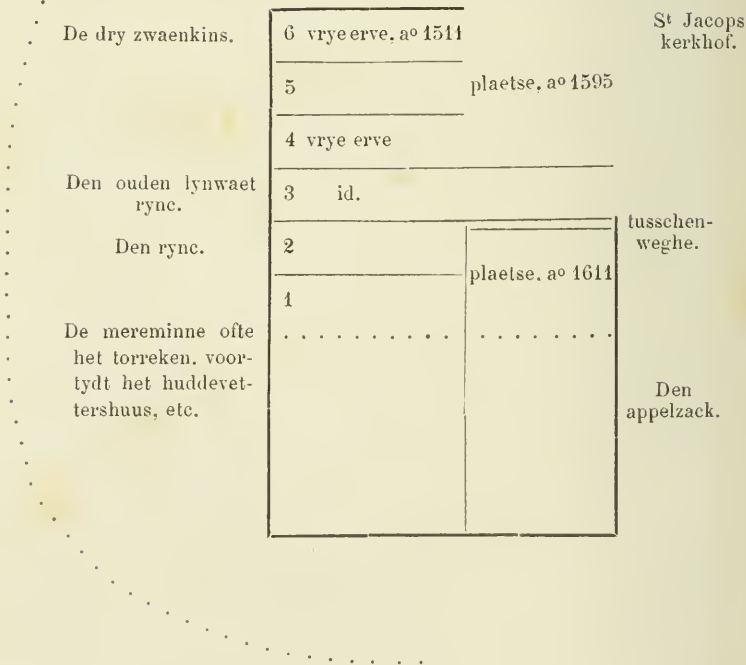 De dry zwaenkins.
6 vrye erve, aº 1511
Sᵗ Jacops
kerkhof.
5
plaetse, aº 1595
4 vrye erve
Den ouden lynwaet
rync.
3 id.
tusschen-
weghe.
Den rync.
2
plaetse. aº 1611
1
De mereminne ofte
het torreken. voor-
tydt het huddevet-
tershuus, etc.
Den
appelzack.